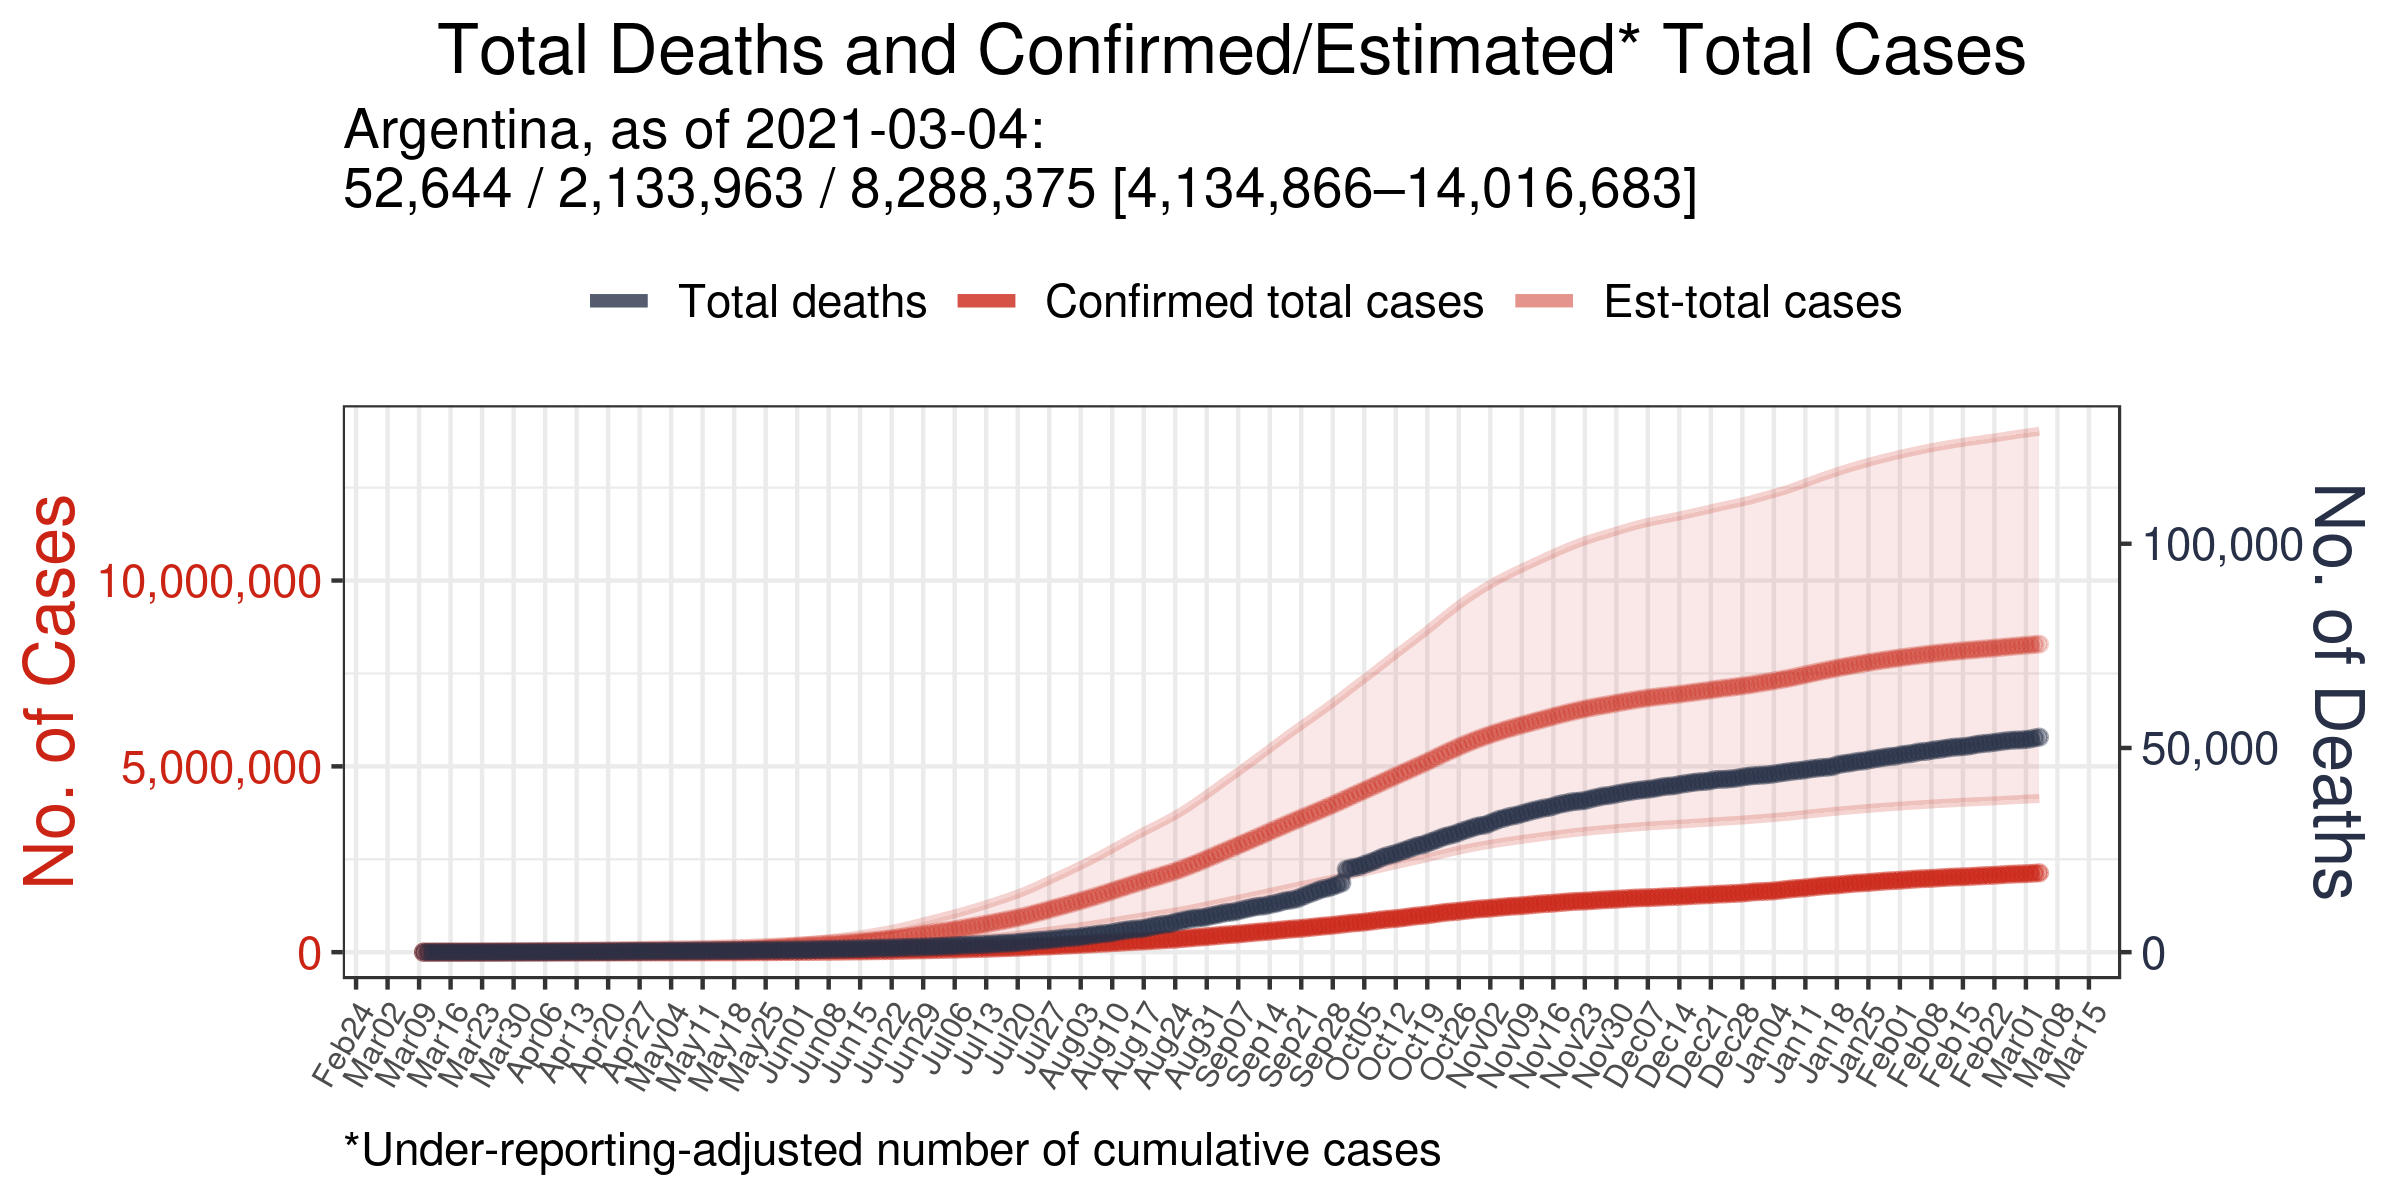 Total Deaths and Confirmed/Estimated* Total Cases
Argentina, as of 2021-03-04:
52,644 / 2,133,963 / 8,288,375 [4,134,866–14,016,683]
Total deaths
Confirmed total cases
Est-total cases
No. of Cases
10,000,000
5,000,000
0
100,000
50,000
0
No. of Deaths
Feb24
Mar02
Mar09
Mar16
Mar23
Mar30
Apr06
Apr13
Apr20
Apr27
May04
May11
May18
May25
Jun01
Jun08
Jun15
Jun22
Jun29
Jul06
Jul13
Jul20
Jul27
Aug03
Aug10
Aug17
Aug24
Aug31
Sep07
Sep14
Sep21
Sep28
Oct05
Oct12
Oct19
Oct26
Nov02
Nov09
Nov16
Nov23
Nov30
Dec07
Dec14
Dec21
Dec28
Jan04
Jan11
Jan18
Jan25
Feb01
Feb08
Feb15
Feb22
Mar01
Mar08
Mar15
*Under-reporting-adjusted number of cumulative cases